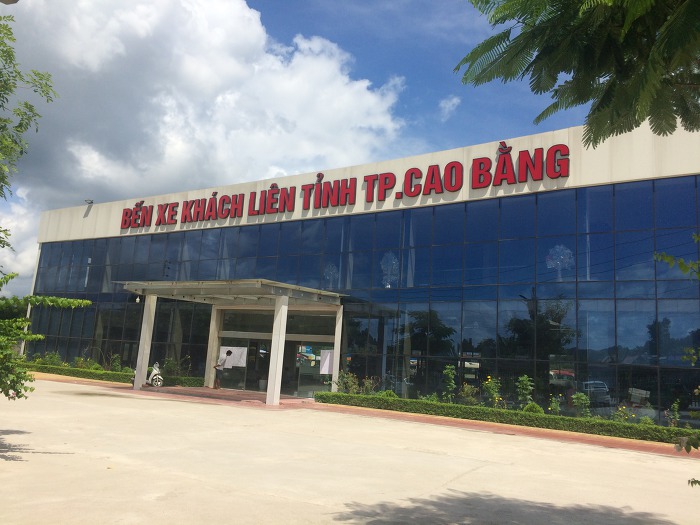 BẾN XE KHÁCH LIÊN TỈNH TP.CAO BẰNG